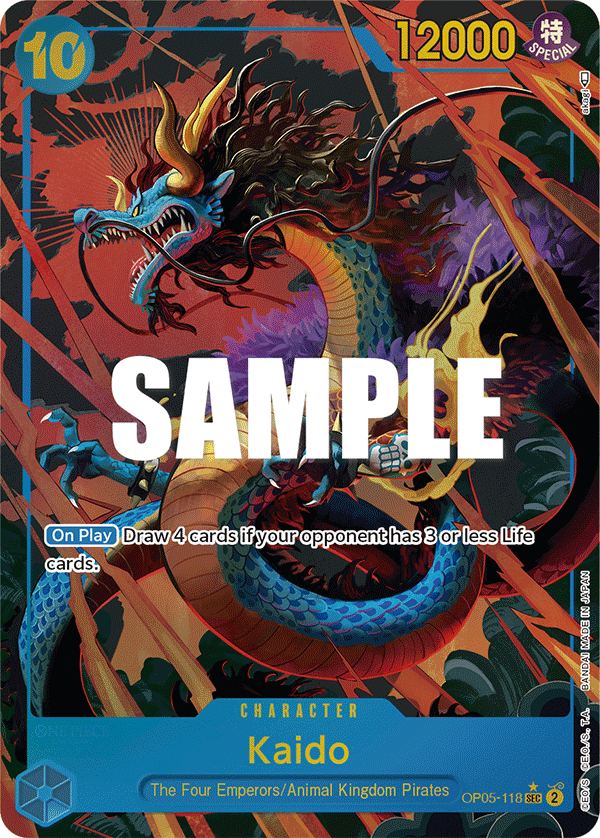 10
12000
特
SPECIAL
akagi
SAMPLE
On Play Draw 4 cards if your opponent has 3 or less Life
cards.
CHARACTER
Kaido
The Four Emperors/Animal Kingdom Pirates
OP05-118 SEC 2
©E.O/S. ©E.O./S., T.A. BANDAI MADE IN JAPAN